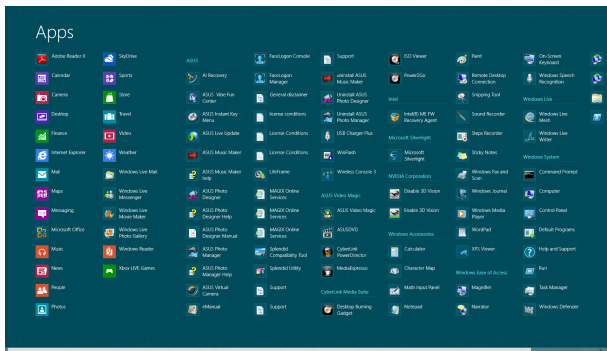 Apps
Adobe Reader X
Calendar
Camera
Desktop
Finance
Internet Explorer
Mail
Maps
Messaging
Microsoft Office
Music
News
People
Photos
SkyDrive
Sports
Store
Travel
Video
Weather
Windows Live Mail
Windows Live
Messenger
Windows Live
Movie Maker
Windows Live
Photo Gallery
Windows Reader
Xbox LIVE Games
ASUS
AI Recovery
ASUS Vibe Fun
Center
ASUS Instant Key
Menu
ASUS Live Update
ASUS Music Maker
ASUS Music Maker
help
ASUS Photo
Designer
ASUS Photo
Designer Help
ASUS Photo
Designer Manual
ASUS Photo
Manager
ASUS Photo
Manager Help
ASUS Virtual
Camera
eManual
FaceLogon Console
FaceLogon
Manager
General disclaimer
license conditions
License Conditions
License Conditions
LifeFrame
MAGIX Online
Services
MAGIX Online
Services
MAGIX Online
Services
Splendid
Compatibility Tool
Splendid Utility
Support
Support
Support
uninstall ASUS
Music Maker
Uninstall ASUS
Photo Designer
Uninstall ASUS
Photo Manager
USB Charger Plus
WinFlash
Wireless Console 3
ASUS Video Magic
ASUS Video Magic
ASUSDVD
CyberLink
PowerDirector
MediaEspresso
CyberLink Media Suite
Desktop Burning
Gadget
ISO Viewer
Power2Go
Intel
Intel(R) ME FW
Recovery Agent
Microsoft Silverlight
Microsoft
Silverlight
NVIDIA Corporation
Disable 3D Vision
Enable 3D Vision
Windows Accessories
Calculator
Character Map
Math Input Panel
Notepad
Paint
Remote Desktop
Connection
Snipping Tool
Sound Recorder
Steps Recorder
Sticky Notes
Windows Fax and
Scan
Windows Journal
Windows Media
Player
WordPad
XPS Viewer
Windows Ease of Access
Magnifier
Narrator
On-Screen
Keyboard
Windows Speech
Recognition
Windows Live
Windows Live
Mesh
Windows Live
Writer
Windows System
Command Prompt
Computer
Control Panel
Default Programs
Help and Support
Run
Task Manager
Windows Defender